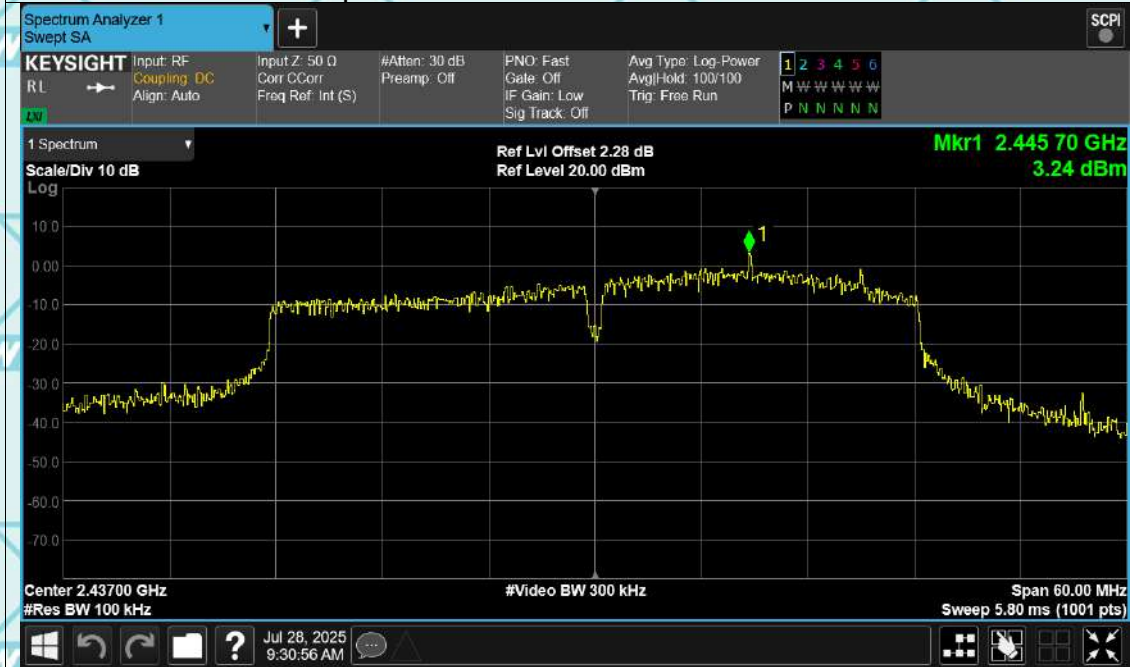 Spectrum Analyzer 1
Swept SA
+
SCPI
KEYSIGHT
RL
LXI
Input: RF
Coupling: DC
Align: Auto
Input Z: 50 Ω
Corr CCorr
Freq Ref: Int (S)
#Atten: 30 dB
Preamp: Off
PNO: Fast
Gate: Off
IF Gain: Low
Sig Track: Off
Avg Type: Log-Power
Avg|Hold: 100/100
Trig: Free Run
1 2 3 4 5 6
M W W W W W
P N N N N N
1 Spectrum
Scale/Div 10 dB
Log
Ref Lvl Offset 2.28 dB
Ref Level 20.00 dBm
Mkr1 2.445 70 GHz
3.24 dBm
1
10.0
0.00
-10.0
-20.0
-30.0
-40.0
-50.0
-60.0
-70.0
Center 2.43700 GHz
#Res BW 100 kHz
#Video BW 300 kHz
Span 60.00 MHz
Sweep 5.80 ms (1001 pts)
?
Jul 28, 2025
9:30:56 AM